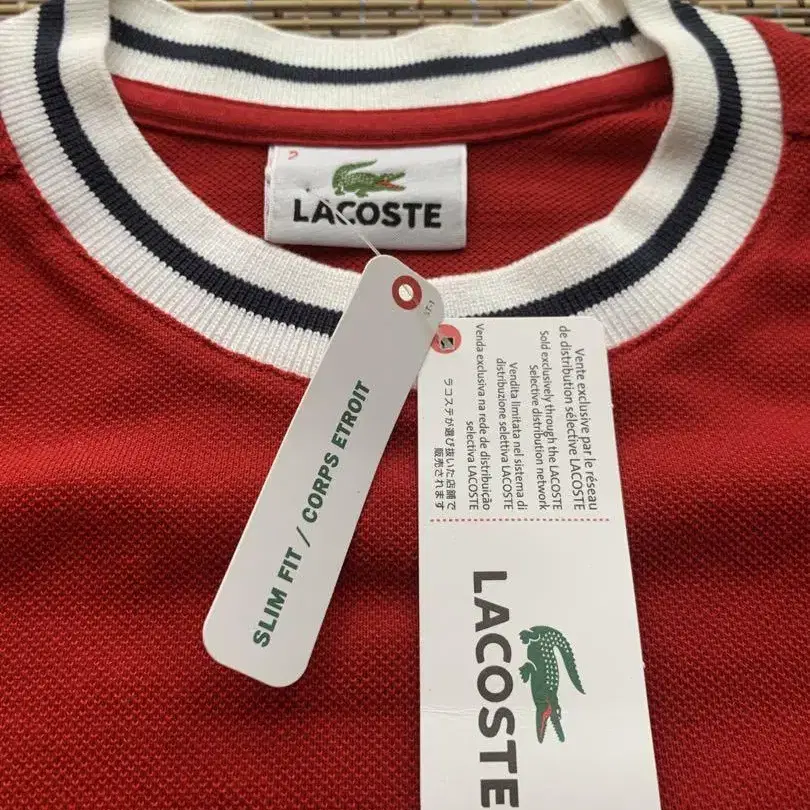 LACOSTE
ST-1
SLIM FIT / CORPS ETROIT
Vente exclusive par le réseau
de distribution sélective LACOSTE
Sold exclusively through the LACOSTE
Selective distribution network
Vendita limitata nel sistema di
distribuzione selettiva LACOSTE
Venda exclusiva na rede de distribuicão
selectiva LACOSTE
ラコステが選び抜いた店舗で
販売されます
LACOSTE